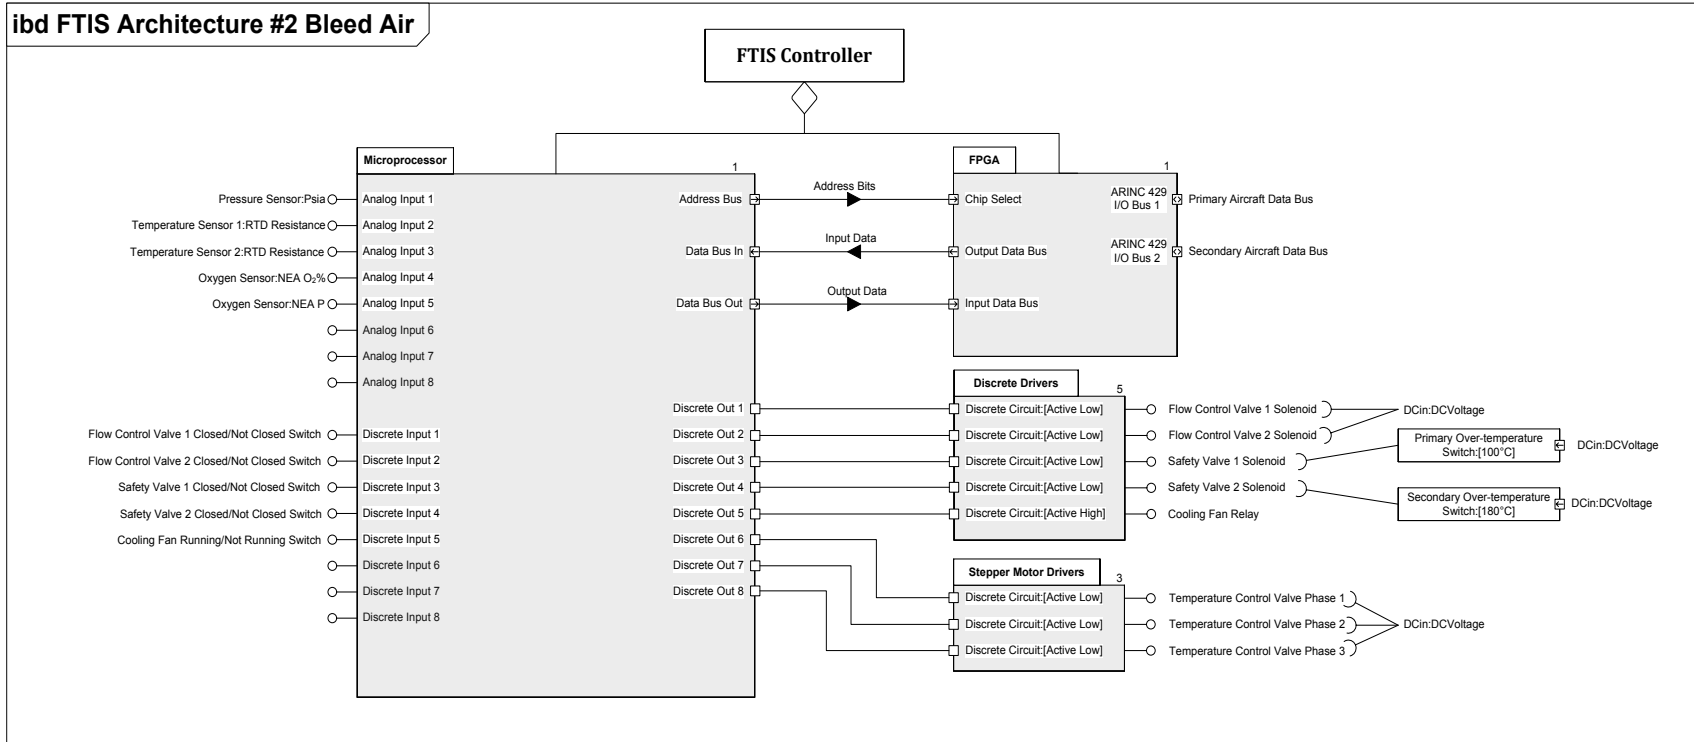 ibd FTIS Architecture #2 Bleed Air
FTIS Controller
Microprocessor
1
Pressure Sensor:Psia
Analog Input 1
Temperature Sensor 1:RTD Resistance
Analog Input 2
Temperature Sensor 2:RTD Resistance
Analog Input 3
Oxygen Sensor:NEA O₂%
Analog Input 4
Oxygen Sensor:NEA P
Analog Input 5
Analog Input 6
Analog Input 7
Analog Input 8
Flow Control Valve 1 Closed/Not Closed Switch
Discrete Input 1
Flow Control Valve 2 Closed/Not Closed Switch
Discrete Input 2
Safety Valve 1 Closed/Not Closed Switch
Discrete Input 3
Safety Valve 2 Closed/Not Closed Switch
Discrete Input 4
Cooling Fan Running/Not Running Switch
Discrete Input 5
Discrete Input 6
Discrete Input 7
Discrete Input 8
Address Bus
Data Bus In
Data Bus Out
Discrete Out 1
Discrete Out 2
Discrete Out 3
Discrete Out 4
Discrete Out 5
Discrete Out 6
Discrete Out 7
Discrete Out 8
Address Bits
Input Data
Output Data
FPGA
1
Chip Select
Output Data Bus
Input Data Bus
ARINC 429
I/O Bus 1
Primary Aircraft Data Bus
ARINC 429
I/O Bus 2
Secondary Aircraft Data Bus
Discrete Drivers
5
Discrete Circuit:[Active Low]
Flow Control Valve 1 Solenoid
Discrete Circuit:[Active Low]
Flow Control Valve 2 Solenoid
Discrete Circuit:[Active Low]
Safety Valve 1 Solenoid
Discrete Circuit:[Active Low]
Safety Valve 2 Solenoid
Discrete Circuit:[Active High]
Cooling Fan Relay
DCin:DCVoltage
Primary Over-temperature
Switch:[100°C]
DCin:DCVoltage
Secondary Over-temperature
Switch:[180°C]
DCin:DCVoltage
Stepper Motor Drivers
3
Discrete Circuit:[Active Low]
Temperature Control Valve Phase 1
Discrete Circuit:[Active Low]
Temperature Control Valve Phase 2
Discrete Circuit:[Active Low]
Temperature Control Valve Phase 3
DCin:DCVoltage